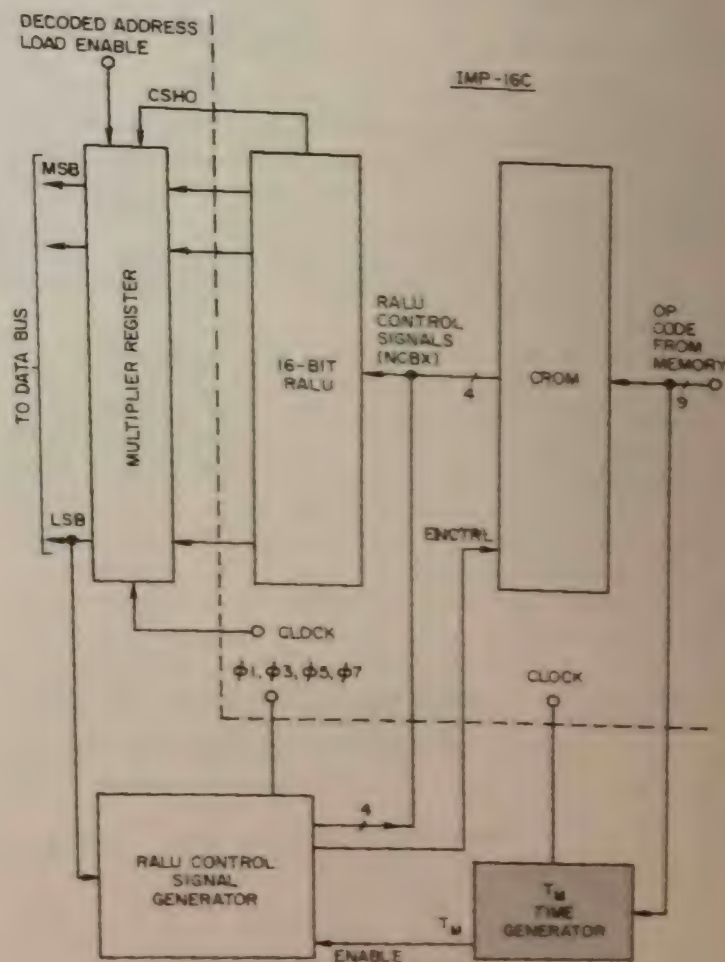 DECODED ADDRESS
LOAD ENABLE
IMP-16C
CSHO
MSB
TO DATA BUS
MULTIPLIER REGISTER
16-BIT
RALU
RALU
CONTROL
SIGNALS
(NCBX)
4
CROM
OP
CODE
FROM
MEMORY
9
LSB
ENCTRL
CLOCK
ϕ1, ϕ3, ϕ5, ϕ7
CLOCK
4
RALU CONTROL
SIGNAL
GENERATOR
TM
ENABLE
TM
TIME
GENERATOR